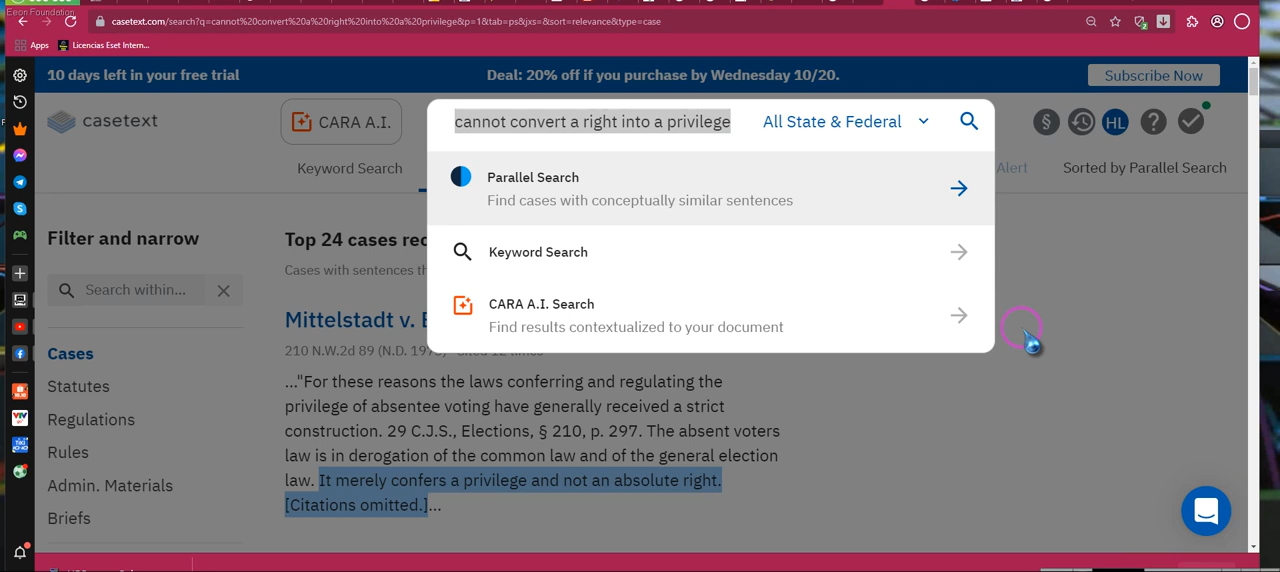 Eeon Foundation
casetext.com/search?q=cannot%20convert%20a%20right%20into%20a%20privilege&p=1&tab=ps&jxs=&sort=relevance&type=case
Apps
Licencias Eset Intern...
10 days left in your free trial
Deal: 20% off if you purchase by Wednesday 10/20.
Subscribe Now
casetext
CARA A.I.
cannot convert a right into a privilege
All State & Federal
HL
Keyword Search
Alert
Sorted by Parallel Search
Parallel Search
Find cases with conceptually similar sentences
Keyword Search
CARA A.I. Search
Find results contextualized to your document
Filter and narrow
Search within...
Cases
Statutes
Regulations
Rules
Admin. Materials
Briefs
Top 24 cases rec
Cases with sentences th
Mittelstadt v.
210 N.W.2d 89 (N.D. 197
..."For these reasons the laws conferring and regulating the
privilege of absentee voting have generally received a strict
construction. 29 C.J.S., Elections, § 210, p. 297. The absent voters
law is in derogation of the common law and of the general election
law. It merely confers a privilege and not an absolute right.
[Citations omitted.]...